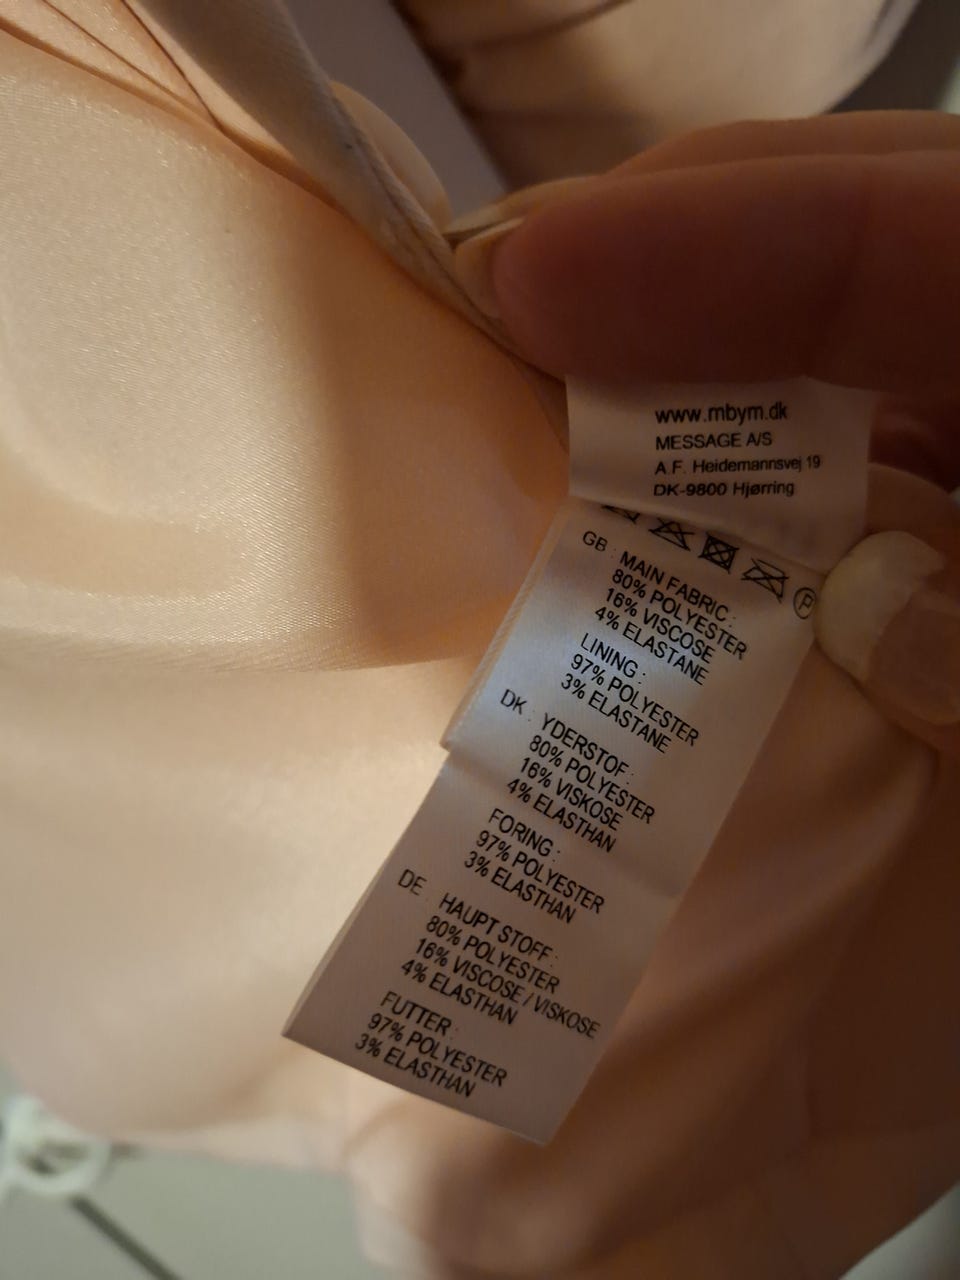 www.mbym.dk
MESSAGE A/S
A.F. Heidemannsvej 19
DK-9800 Hjørring
P
GB : MAIN FABRIC :
80% POLYESTER
16% VISCOSE
4% ELASTANE
LINING :
97% POLYESTER
3% ELASTANE
DK : YDERSTOF :
80% POLYESTER
16% VISKOSE
4% ELASTHAN
FORING :
97% POLYESTER
3% ELASTHAN
DE : HAUPT STOFF :
80% POLYESTER
16% VISCOSE / VISKOSE
4% ELASTHAN
FUTTER :
97% POLYESTER
3% ELASTHAN